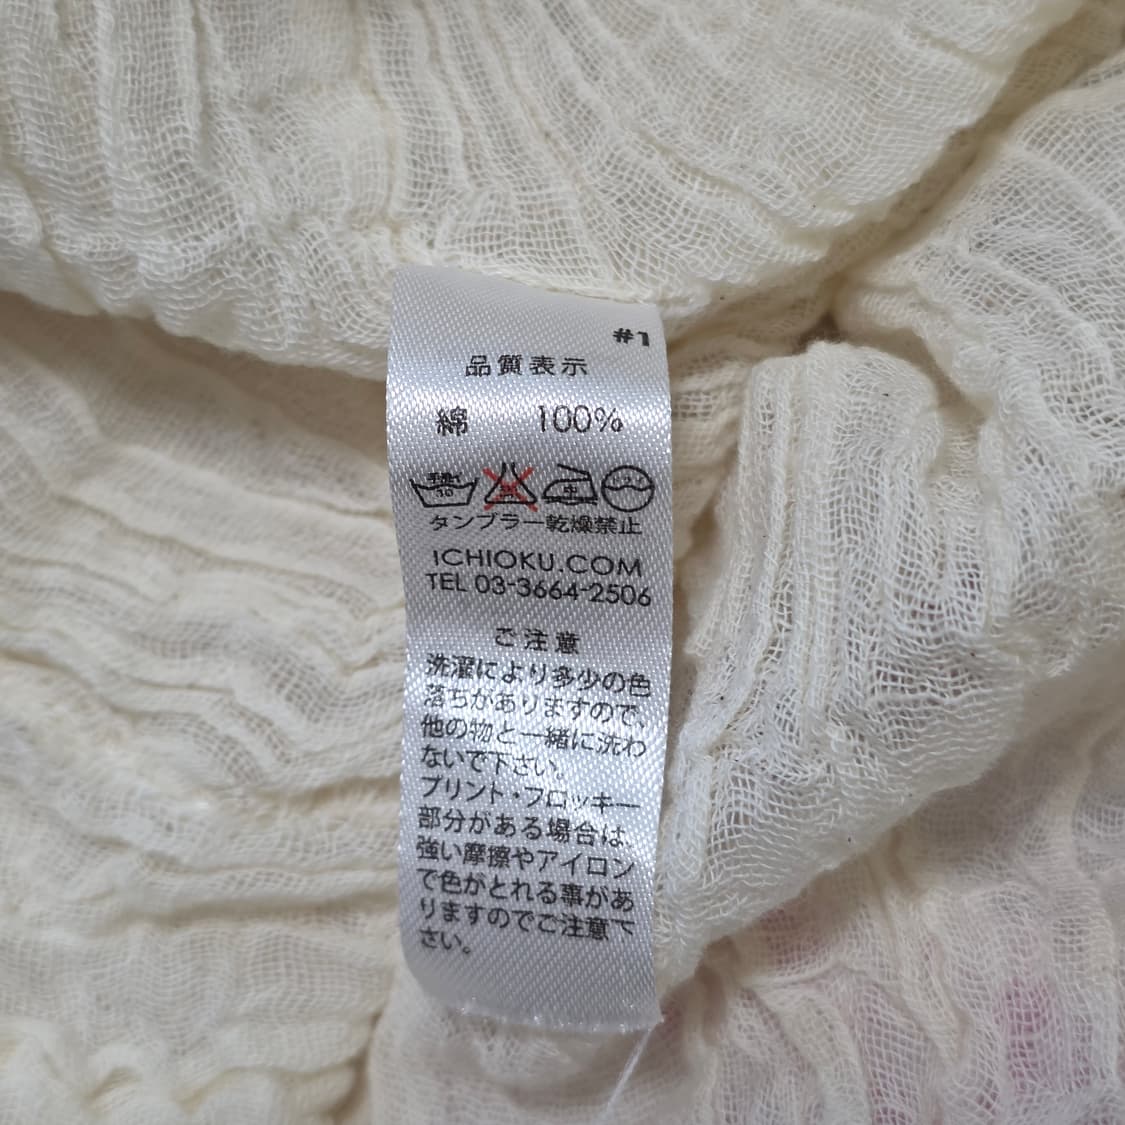 #1
品質表示
綿 100%
手洗イ
30
中
タンブラー乾燥禁止
ICHIOKU.COM
TEL 03-3664-2506
ご注意
洗濯により多少の色
落ちがありますので、
他の物と一緒に洗わ
ないで下さい。
プリント・フロッキー
部分がある場合は、
強い摩擦やアイロン
で色がとれる事があ
りますのでご注意下
さい。